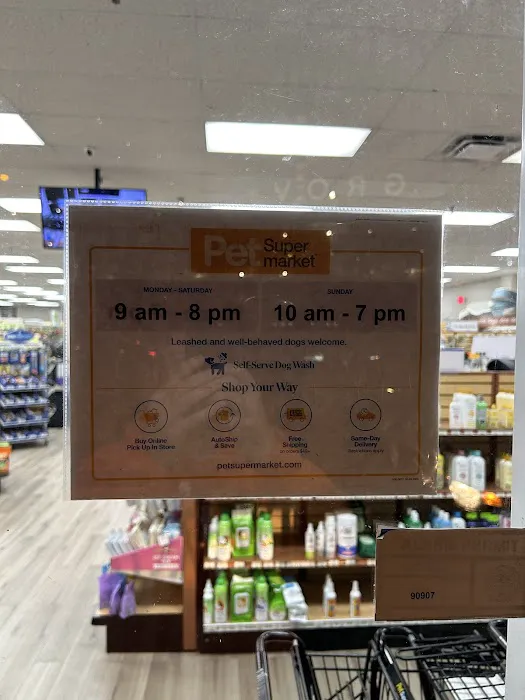 Pet Super market
MONDAY - SATURDAY
9 am - 8 pm
SUNDAY
10 am - 7 pm
Leashed and well-behaved dogs welcome.
Self-Serve Dog Wash
Shop Your Way
Buy Online
Pick Up In Store
AutoShip
& Save
Free
Shipping
Same-Day
Delivery
petsupermarket.com
90907